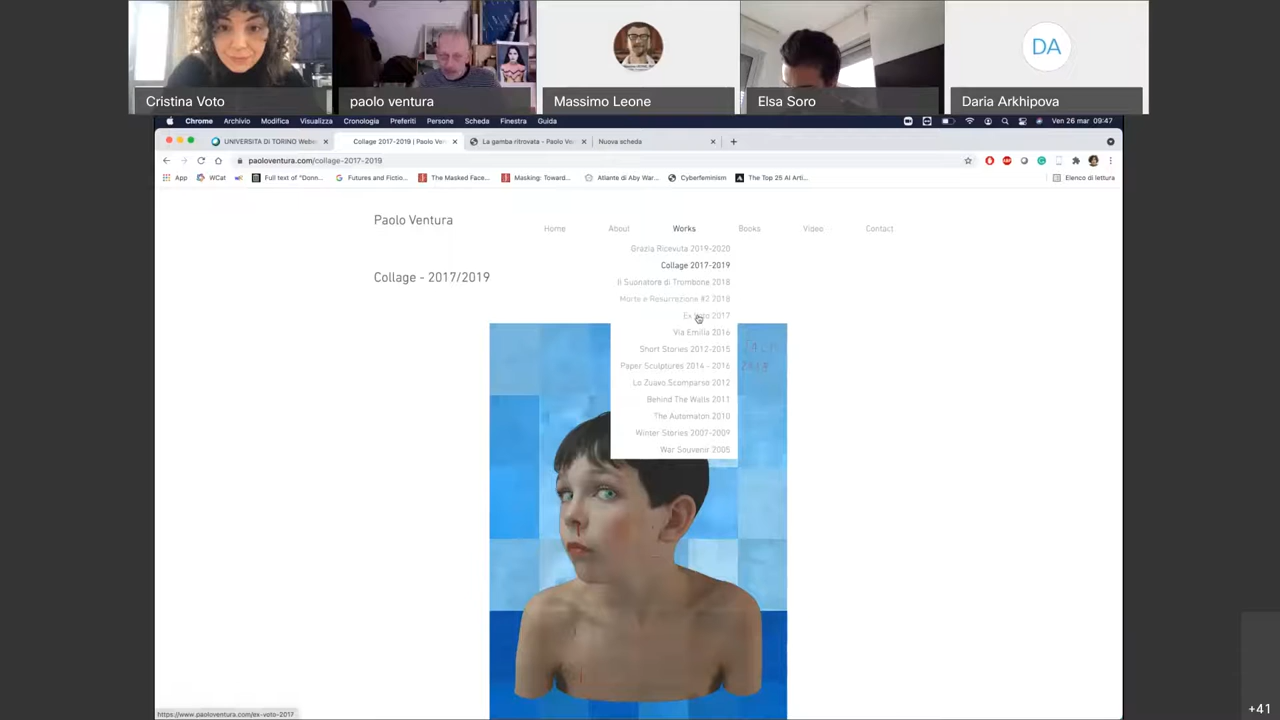 Cristina Voto
paolo ventura
Massimo Leone
Elsa Soro
DA
Daria Arkhipova
Chrome Archivio Modifica Visualizza Cronologia Preferiti Persone Scheda Finestra Guida Ven 26 mar 09:47
UNIVERSITA DI TORINO Webex Collage 2017-2019 | Paolo Ven La gamba ritrovata - Paolo Ve Nuova scheda
paoloventura.com/collage-2017-2019
App WCat Full text of "Donn... Futures and Fictio... The Masked Face... Masking: Toward... Atlante di Aby War... Cyberfeminism The Top 25 AI Arti... Elenco di lettura
Paolo Ventura
Home About Works Books Video Contact
Grazia Ricevuta 2019-2020
Collage 2017-2019
Collage - 2017/2019
Il Suonatore di Trombone 2018
Morte e Resurrezione #2 2018
Ex Voto 2017
Via Emilia 2016
Short Stories 2012-2015
Paper Sculptures 2014 - 2016
Lo Zuavo Scomparso 2012
Behind The Walls 2011
The Automaton 2010
Winter Stories 2007-2009
War Souvenir 2005
https://www.paoloventura.com/ex-voto-2017
+41